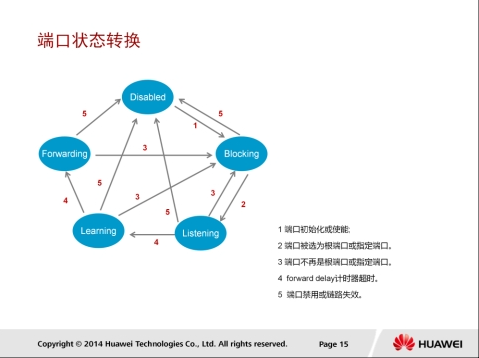 端口状态转换
Disabled
5
5
1
Forwarding
3
Blocking
5
3
3
4
5
2
Learning
4
Listening
1 端口初始化或使能;
2 端口被选为根端口或指定端口。
3 端口不再是根端口或指定端口。
4 forward delay计时器超时。
5 端口禁用或链路失效。
Copyright © 2014 Huawei Technologies Co., Ltd. All rights reserved.
Page 15
HUAWEI